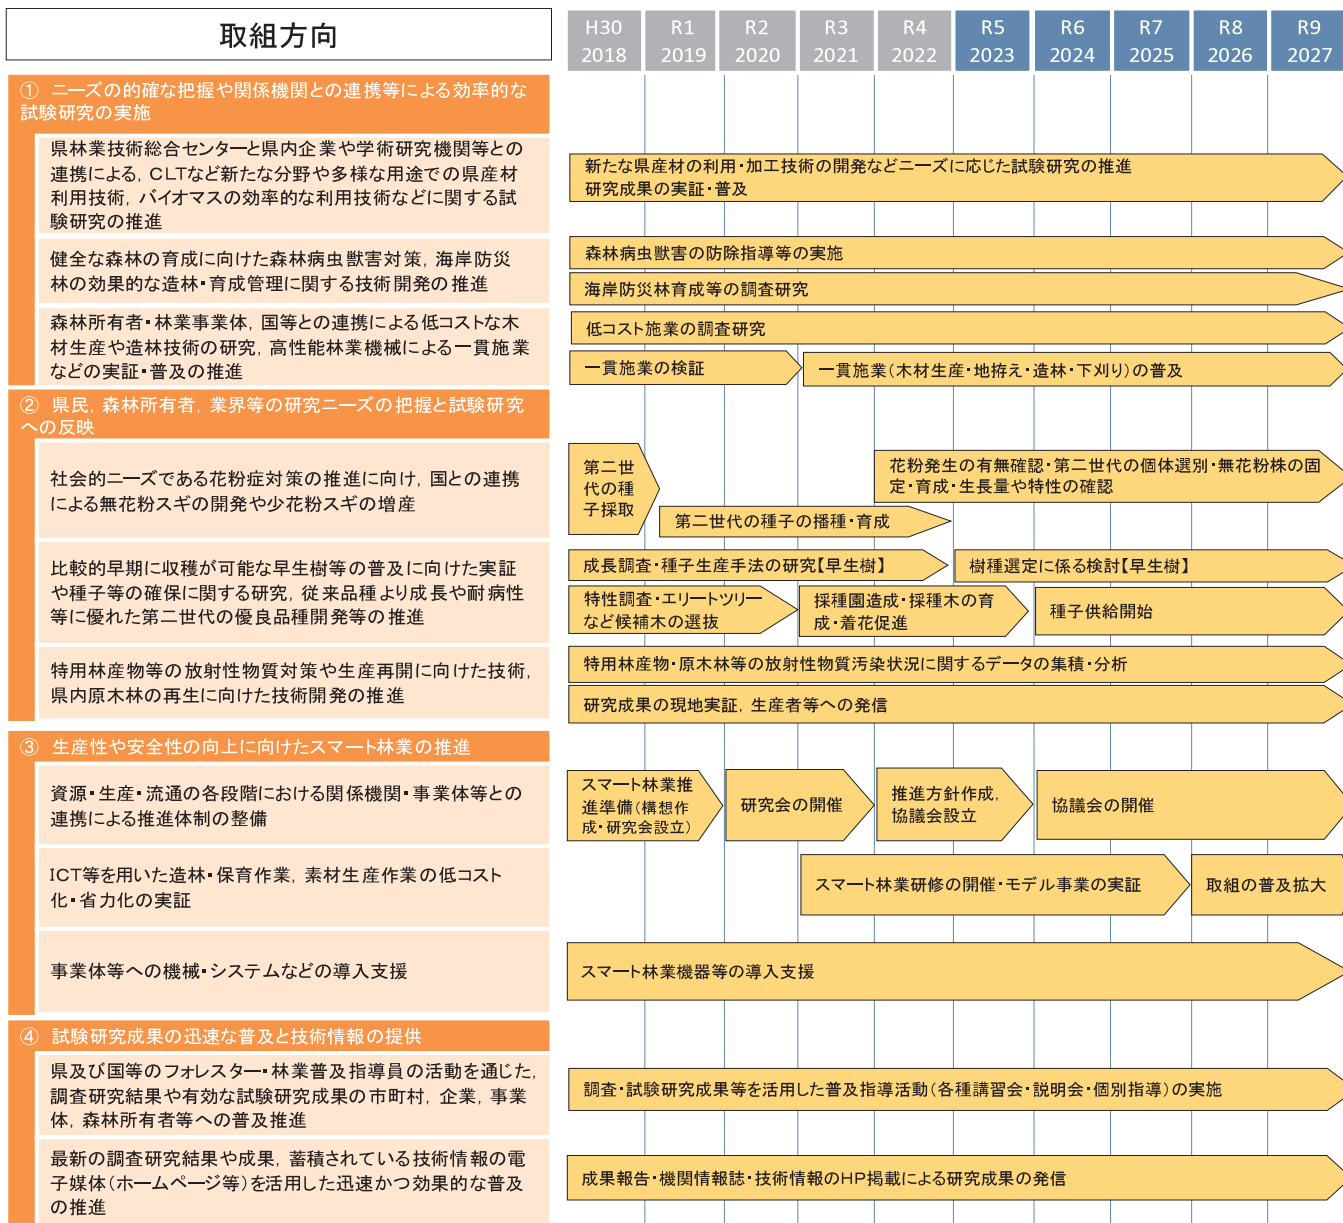 取組方向
H30 R1 R2 R3 R4 R5 R6 R7 R8 R9
2018 2019 2020 2021 2022 2023 2024 2025 2026 2027
① ニーズの的確な把握や関係機関との連携等による効率的な
試験研究の実施
県林業技術総合センターと県内企業や学術研究機関等との
連携による，CLTなど新たな分野や多様な用途での県産材
利用技術，バイオマスの効率的な利用技術などに関する試
験研究の推進
新たな県産材の利用・加工技術の開発などニーズに応じた試験研究の推進
研究成果の実証・普及
健全な森林の育成に向けた森林病虫獣害対策，海岸防災
林の効果的な造林・育成管理に関する技術開発の推進
森林病虫獣害の防除指導等の実施
海岸防災林育成等の調査研究
森林所有者・林業事業体，国等との連携による低コストな木
材生産や造林技術の研究，高性能林業機械による一貫施業
などの実証・普及の推進
低コスト施業の調査研究
一貫施業の検証
一貫施業（木材生産・地拵え・造林・下刈り）の普及
② 県民，森林所有者，業界等の研究ニーズの把握と試験研究
への反映
社会的ニーズである花粉症対策の推進に向け，国との連携
による無花粉スギの開発や少花粉スギの増産
第二世
代の種
子採取
第二世代の種子の播種・育成
花粉発生の有無確認・第二世代の個体選別・無花粉株の固
定・育成・生長量や特性の確認
比較的早期に収穫が可能な早生樹等の普及に向けた実証
や種子等の確保に関する研究，従来品種より成長や耐病性
等に優れた第二世代の優良品種開発等の推進
成長調査・種子生産手法の研究【早生樹】
樹種選定に係る検討【早生樹】
特性調査・エリートツリー
など候補木の選抜
採種園造成・採種木の育
成・着花促進
種子供給開始
特用林産物等の放射性物質対策や生産再開に向けた技術，
県内原木林の再生に向けた技術開発の推進
特用林産物・原木林等の放射性物質汚染状況に関するデータの集積・分析
研究成果の現地実証，生産者等への発信
③ 生産性や安全性の向上に向けたスマート林業の推進
資源・生産・流通の各段階における関係機関・事業体等との
連携による推進体制の整備
スマート林業推
進準備（構想作
成・研究会設立）
研究会の開催
推進方針作成，
協議会設立
協議会の開催
ICT等を用いた造林・保育作業，素材生産作業の低コスト
化・省力化の実証
スマート林業研修の開催・モデル事業の実証
取組の普及拡大
事業体等への機械・システムなどの導入支援
スマート林業機器等の導入支援
④ 試験研究成果の迅速な普及と技術情報の提供
県及び国等のフォレスター・林業普及指導員の活動を通じた，
調査研究結果や有効な試験研究成果の市町村，企業，事業
体，森林所有者等への普及推進
調査・試験研究成果等を活用した普及指導活動（各種講習会・説明会・個別指導）の実施
最新の調査研究結果や成果，蓄積されている技術情報の電
子媒体（ホームページ等）を活用した迅速かつ効果的な普及
の推進
成果報告・機関情報誌・技術情報のHP掲載による研究成果の発信